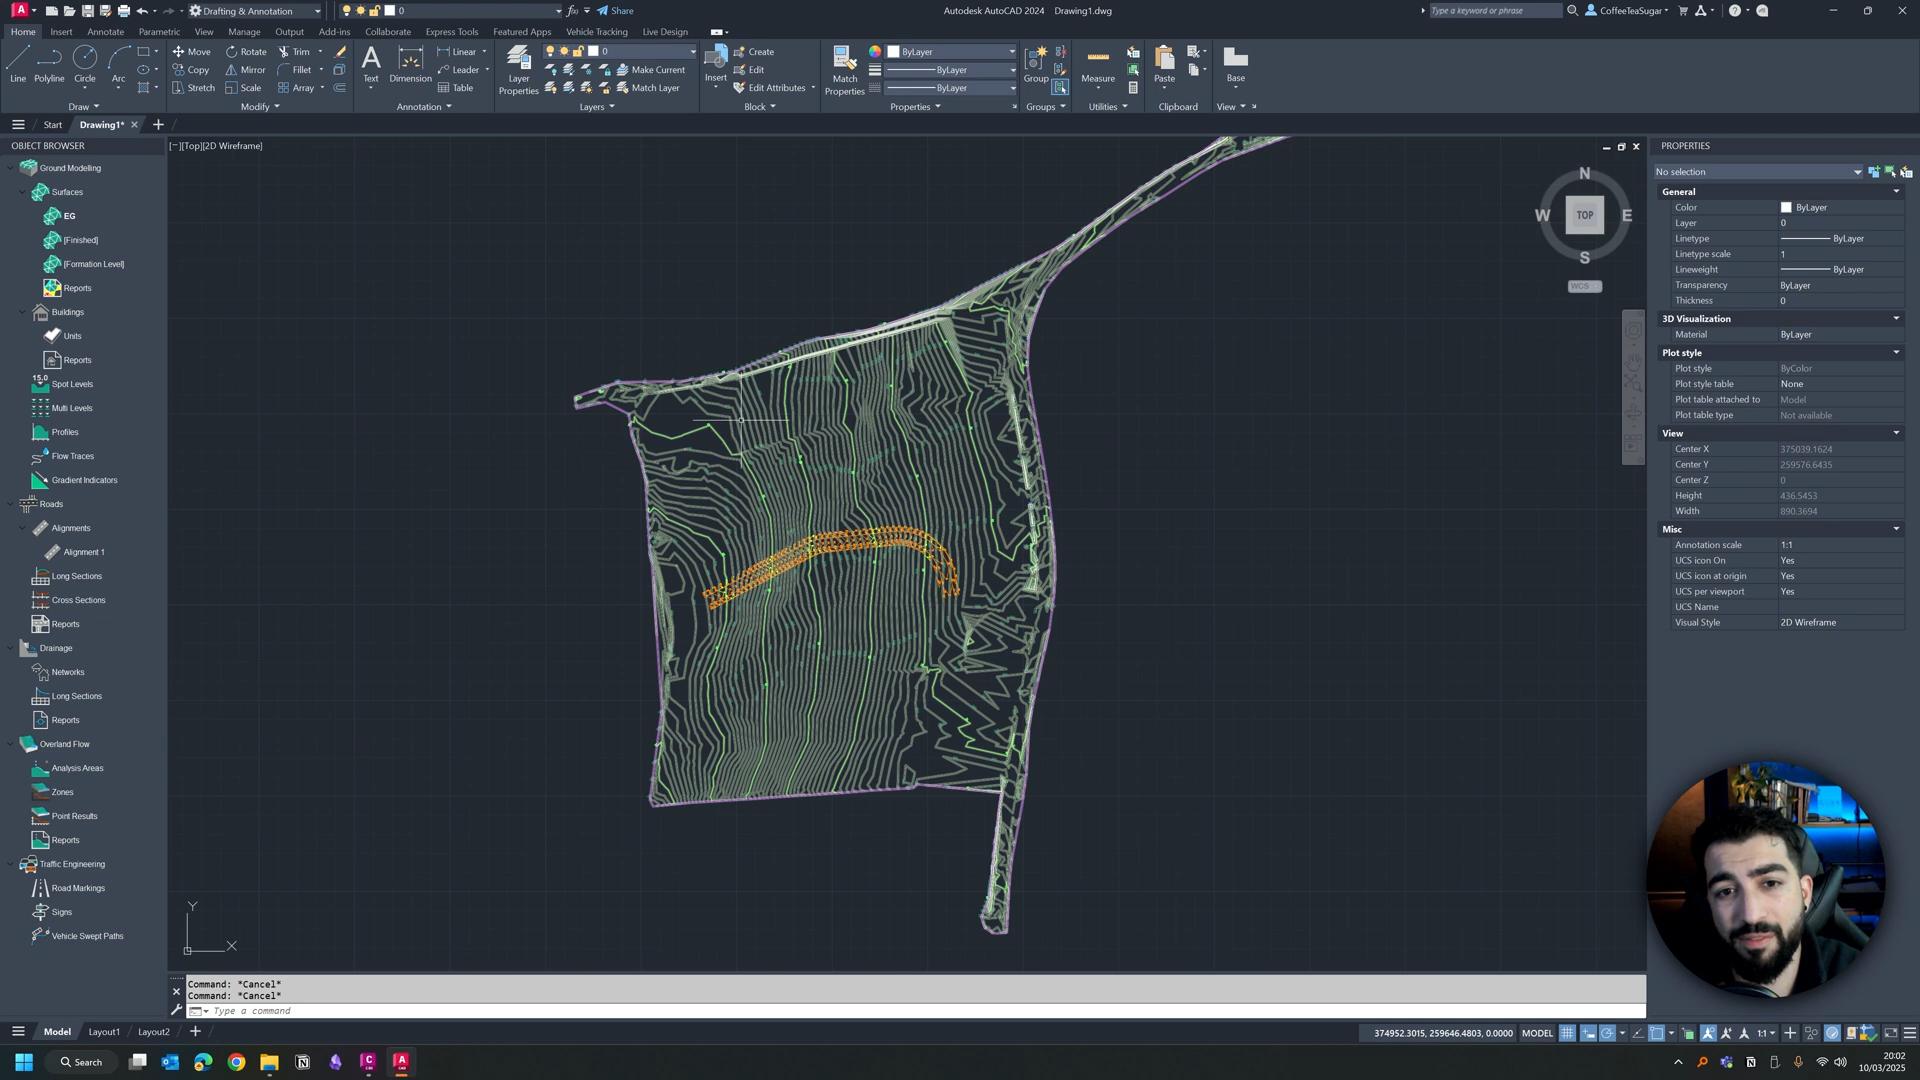 A
Drafting & Annotation
0
Share
Autodesk AutoCAD 2024
Drawing1.dwg
Type a keyword or phrase
CoffeeTeaSugar
Home
Insert
Annotate
Parametric
View
Manage
Output
Add-ins
Collaborate
Express Tools
Featured Apps
Vehicle Tracking
Live Design
Line
Polyline
Circle
Arc
Move
Rotate
Trim
Copy
Mirror
Fillet
Stretch
Scale
Array
Text
Dimension
Linear
Leader
Table
Layer Properties
0
Make Current
Match Layer
Insert
Create
Edit
Edit Attributes
Match Properties
ByLayer
ByLayer
ByLayer
Group
Measure
Paste
Base
Draw
Modify
Annotation
Layers
Block
Properties
Groups
Utilities
Clipboard
View
Start
Drawing1*
OBJECT BROWSER
Ground Modelling
Surfaces
EG
[Finished]
[Formation Level]
Reports
Buildings
Units
Reports
15.0
Spot Levels
Multi Levels
Profiles
Flow Traces
Gradient Indicators
Roads
Alignments
Alignment 1
Long Sections
Cross Sections
Reports
Drainage
Networks
Long Sections
Reports
Overland Flow
Analysis Areas
Zones
Point Results
Reports
Traffic Engineering
Road Markings
Signs
Vehicle Swept Paths
[−][Top][2D Wireframe]
N
W
TOP
E
S
WCS
Y
X
PROPERTIES
No selection
General
Color ByLayer
Layer 0
Linetype ByLayer
Linetype scale 1
Lineweight ByLayer
Transparency ByLayer
Thickness 0
3D Visualization
Material ByLayer
Plot style
Plot style ByColor
Plot style table None
Plot table attached to Model
Plot table type Not available
View
Center X 375039.1624
Center Y 259576.6435
Center Z 0
Height 436.5453
Width 890.3694
Misc
Annotation scale 1:1
UCS icon On Yes
UCS icon at origin Yes
UCS per viewport Yes
UCS Name
Visual Style 2D Wireframe
Command: *Cancel*
Command: *Cancel*
Type a command
Model
Layout1
Layout2
374952.3015, 259646.4803, 0.0000
MODEL
1:1
Search
20:02
10/03/2025